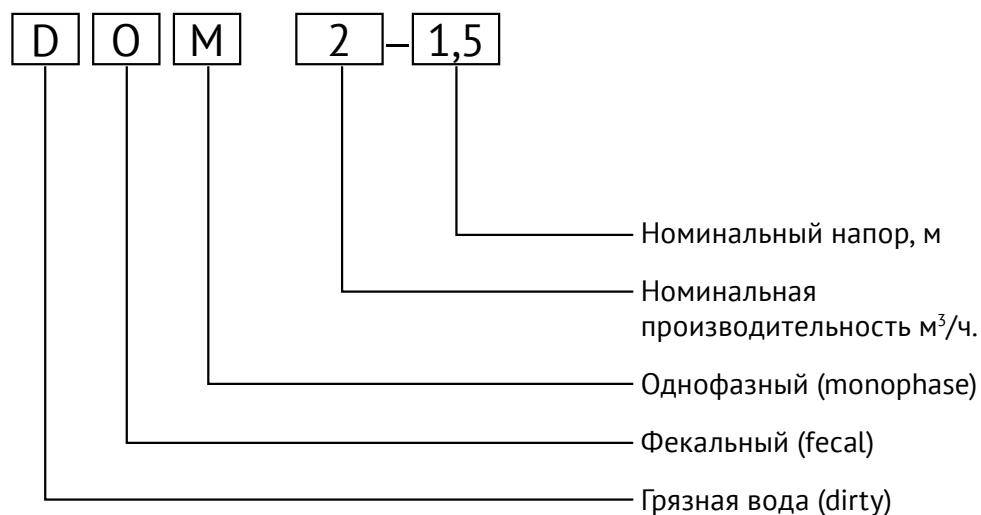 D O M 2 – 1,5
Номинальный напор, м
Номинальная
производительность м³/ч.
Однофазный (monophase)
Фекальный (fecal)
Грязная вода (dirty)